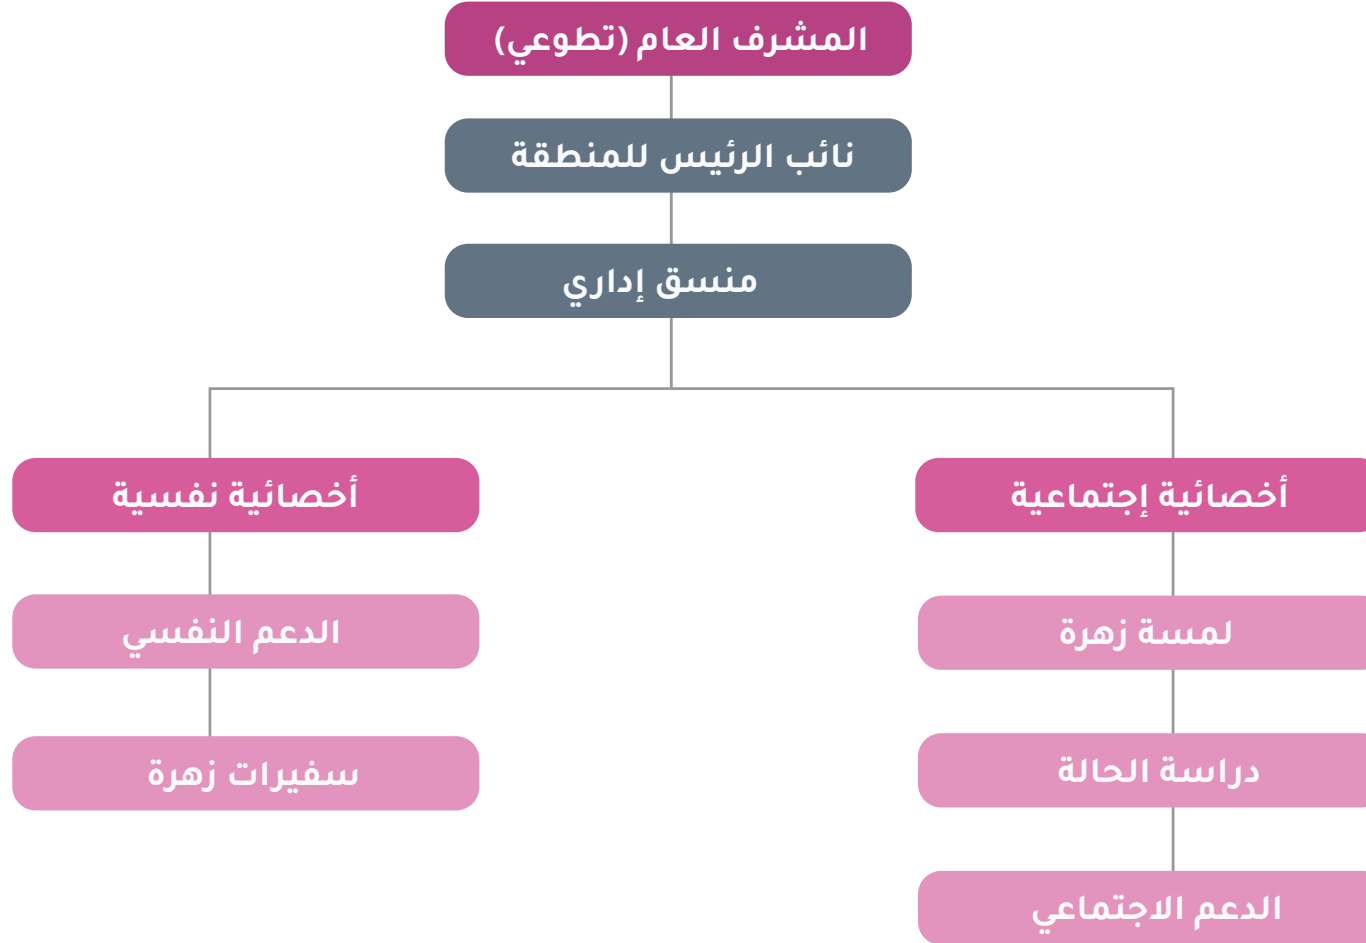 المشرف العام (تطوعي)
نائب الرئيس للمنطقة
منسق إداري
أخصائية إجتماعية
لمسة زهرة
دراسة الحالة
الدعم الاجتماعي
أخصائية نفسية
الدعم النفسي
سفيرات زهرة